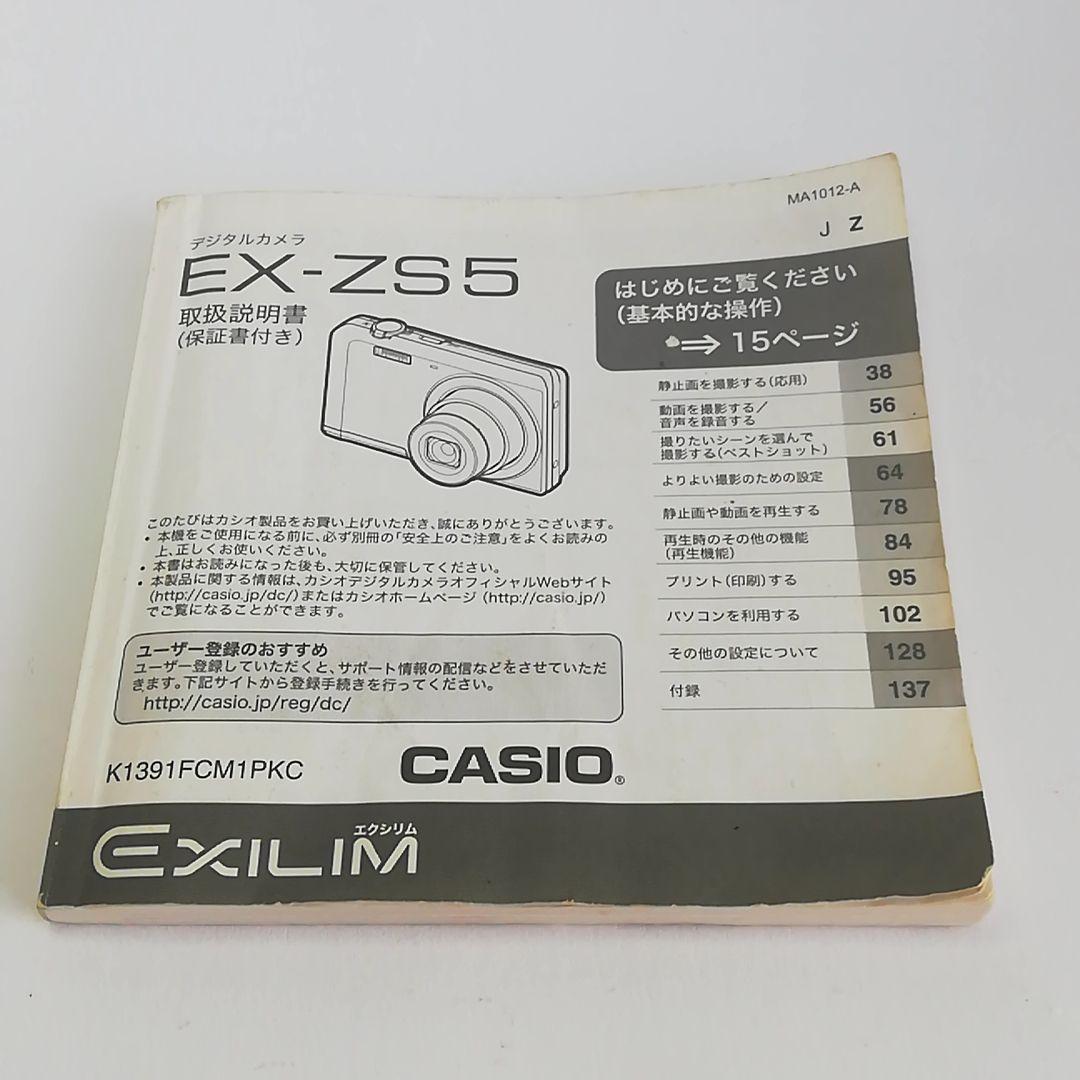 MA1012-A
J Z
デジタルカメラ
EX-ZS5
取扱説明書
(保証書付き)
はじめにご覧ください
(基本的な操作)
⇒ 15ページ
静止画を撮影する(応用) 38
動画を撮影する/
音声を録音する 56
撮りたいシーンを選んで
撮影する(ベストショット) 61
よりよい撮影のための設定 64
静止画や動画を再生する 78
再生時のその他の機能
(再生機能) 84
プリント(印刷)する 95
パソコンを利用する 102
その他の設定について 128
付録 137
このたびはカシオ製品をお買い上げいただき、誠にありがとうございます。
• 本機をご使用になる前に、必ず別冊の「安全上のご注意」をよくお読みの
上、正しくお使いください。
• 本書はお読みになった後も、大切に保管してください。
• 本製品に関する情報は、カシオデジタルカメラオフィシャルWebサイト
(http://casio.jp/dc/)またはカシオホームページ (http://casio.jp/)
でご覧になることができます。
ユーザー登録のおすすめ
ユーザー登録していただくと、サポート情報の配信などをさせていただ
きます。下記サイトから登録手続きを行ってください。
http://casio.jp/reg/dc/
K1391FCM1PKC
CASIO®
エクシリム
EXILIM